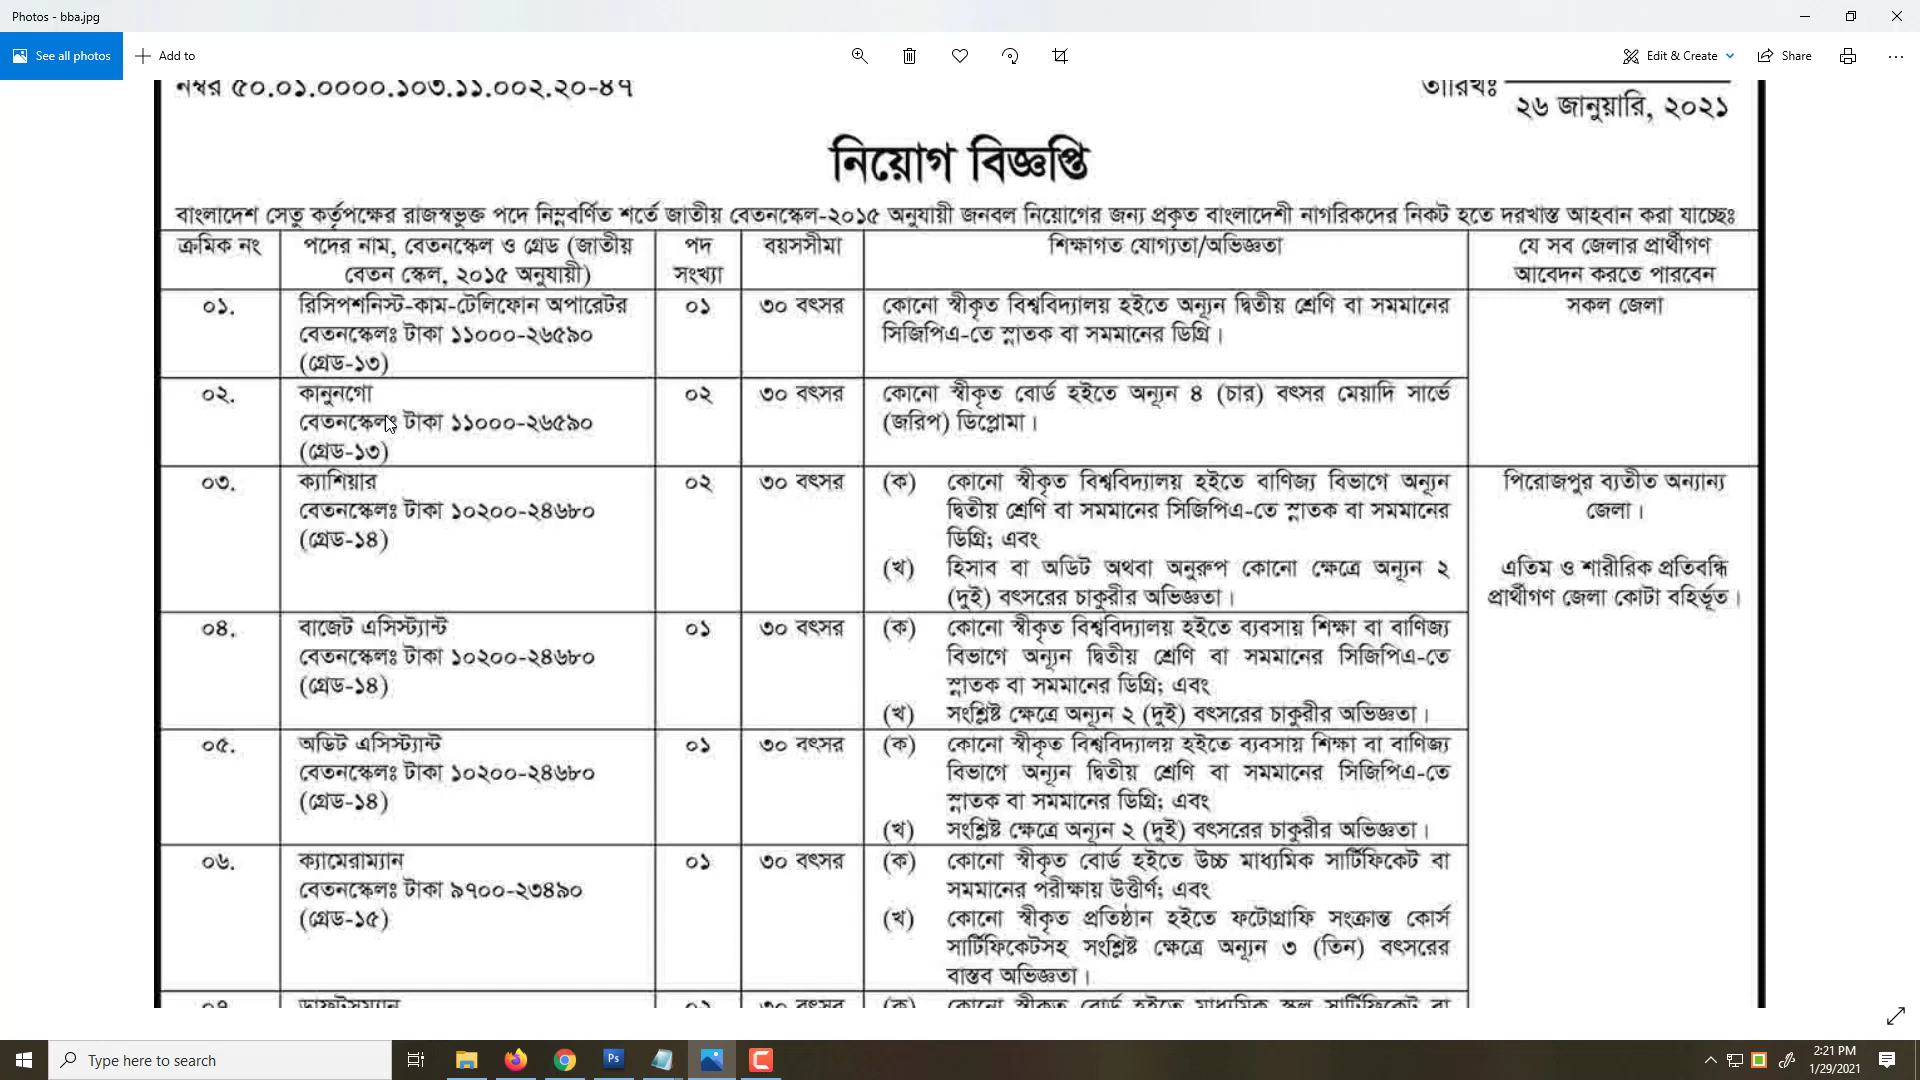 Photos - bba.jpg
See all photos
Add to
Edit & Create
Share
নম্বর ৫০.০১.০০০০.১০৩.১১.০০২.২০-৪৭
তারিখঃ
২৬ জানুয়ারি, ২০২১
নিয়োগ বিজ্ঞপ্তি
বাংলাদেশ সেতু কর্তৃপক্ষের রাজস্বভুক্ত পদে নিম্নবর্ণিত শর্তে জাতীয় বেতনস্কেল-২০১৫ অনুযায়ী জনবল নিয়োগের জন্য প্রকৃত বাংলাদেশী নাগরিকদের নিকট হতে দরখাস্ত আহবান করা যাচ্ছেঃ
ক্রমিক নং
পদের নাম, বেতনস্কেল ও গ্রেড (জাতীয়
বেতন স্কেল, ২০১৫ অনুযায়ী)
পদ
সংখ্যা
বয়সসীমা
শিক্ষাগত যোগ্যতা/অভিজ্ঞতা
যে সব জেলার প্রার্থীগণ
আবেদন করতে পারবেন
০১.
রিসিপশনিস্ট-কাম-টেলিফোন অপারেটর
বেতনস্কেলঃ টাকা ১১০০০-২৬৫৯০
(গ্রেড-১৩)
০১
৩০ বৎসর
কোনো স্বীকৃত বিশ্ববিদ্যালয় হইতে অন্যূন দ্বিতীয় শ্রেণি বা সমমানের
সিজিপিএ-তে স্নাতক বা সমমানের ডিগ্রি।
সকল জেলা
০২.
কানুনগো
বেতনস্কেলঃ টাকা ১১০০০-২৬৫৯০
(গ্রেড-১৩)
০২
৩০ বৎসর
কোনো স্বীকৃত বোর্ড হইতে অন্যূন ৪ (চার) বৎসর মেয়াদি সার্ভে
(জরিপ) ডিপ্লোমা।
০৩.
ক্যাশিয়ার
বেতনস্কেলঃ টাকা ১০২০০-২৪৬৮০
(গ্রেড-১৪)
০২
৩০ বৎসর
(ক) কোনো স্বীকৃত বিশ্ববিদ্যালয় হইতে বাণিজ্য বিভাগে অন্যূন
দ্বিতীয় শ্রেণি বা সমমানের সিজিপিএ-তে স্নাতক বা সমমানের
ডিগ্রি; এবং
(খ) হিসাব বা অডিট অথবা অনুরুপ কোনো ক্ষেত্রে অন্যূন ২
(দুই) বৎসরের চাকুরীর অভিজ্ঞতা।
পিরোজপুর ব্যতীত অন্যান্য
জেলা।
এতিম ও শারীরিক প্রতিবন্ধি
প্রার্থীগণ জেলা কোটা বহির্ভূত।
০৪.
বাজেট এসিস্ট্যান্ট
বেতনস্কেলঃ টাকা ১০২০০-২৪৬৮০
(গ্রেড-১৪)
০১
৩০ বৎসর
(ক) কোনো স্বীকৃত বিশ্ববিদ্যালয় হইতে ব্যবসায় শিক্ষা বা বাণিজ্য
বিভাগে অন্যূন দ্বিতীয় শ্রেণি বা সমমানের সিজিপিএ-তে
স্নাতক বা সমমানের ডিগ্রি; এবং
(খ) সংশ্লিষ্ট ক্ষেত্রে অন্যূন ২ (দুই) বৎসরের চাকুরীর অভিজ্ঞতা।
০৫.
অডিট এসিস্ট্যান্ট
বেতনস্কেলঃ টাকা ১০২০০-২৪৬৮০
(গ্রেড-১৪)
০১
৩০ বৎসর
(ক) কোনো স্বীকৃত বিশ্ববিদ্যালয় হইতে ব্যবসায় শিক্ষা বা বাণিজ্য
বিভাগে অন্যূন দ্বিতীয় শ্রেণি বা সমমানের সিজিপিএ-তে
স্নাতক বা সমমানের ডিগ্রি; এবং
(খ) সংশ্লিষ্ট ক্ষেত্রে অন্যূন ২ (দুই) বৎসরের চাকুরীর অভিজ্ঞতা।
০৬.
ক্যামেরাম্যান
বেতনস্কেলঃ টাকা ৯৭০০-২৩৪৯০
(গ্রেড-১৫)
০১
৩০ বৎসর
(ক) কোনো স্বীকৃত বোর্ড হইতে উচ্চ মাধ্যমিক সার্টিফিকেট বা
সমমানের পরীক্ষায় উত্তীর্ণ; এবং
(খ) কোনো স্বীকৃত প্রতিষ্ঠান হইতে ফটোগ্রাফি সংক্রান্ত কোর্স
সার্টিফিকেটসহ সংশ্লিষ্ট ক্ষেত্রে অন্যূন ৩ (তিন) বৎসরের
বাস্তব অভিজ্ঞতা।
০৭.
ড্রাফটসম্যান
০২
৩০ বৎসর
(ক) কোনো স্বীকৃত বোর্ড হইতে মাধ্যমিক স্কুল সার্টিফিকেট বা
Type here to search
Ps
2:21 PM
1/29/2021